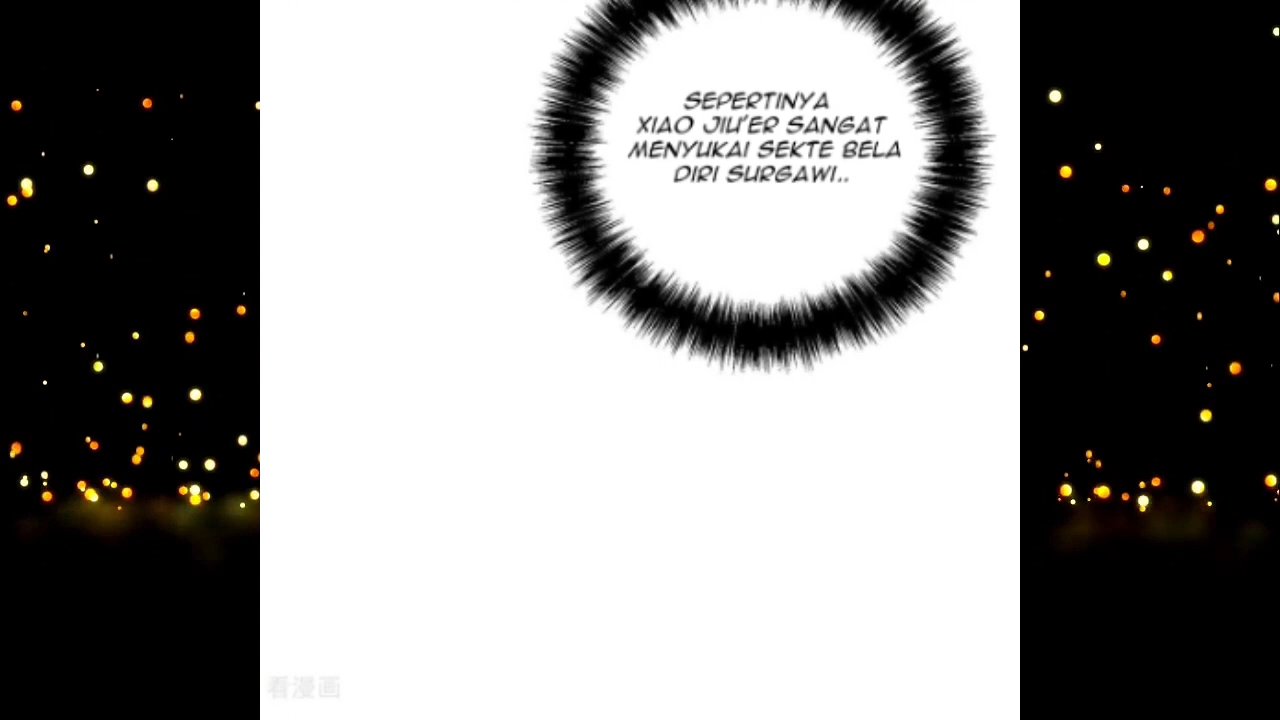 SEPERTINYA
XIAO JIU'ER SANGAT
MENYUKAI SEKTE BELA
DIRI SURGAWI..
看漫画